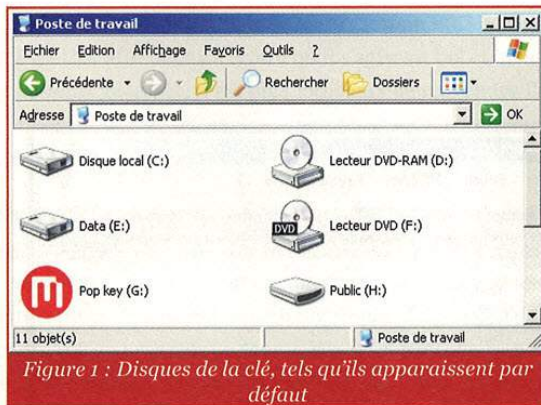 Poste de travail
Fichier Edition Affichage Favoris Outils ?
Précédente Rechercher Dossiers
Adresse Poste de travail OK
Disque local (C:) Lecteur DVD-RAM (D:)
Data (E:) DVD Lecteur DVD (F:)
Pop key (G:) Public (H:)
11 objet(s) Poste de travail
Figure 1 : Disques de la clé, tels qu'ils apparaissent par
défaut